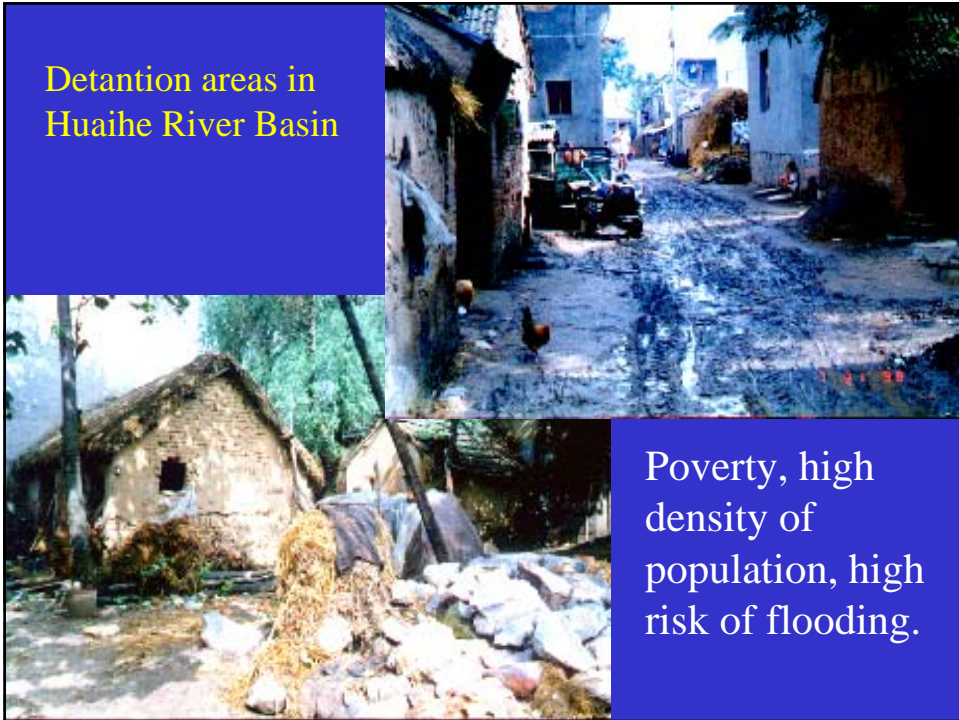 Detantion areas in
Huaihe River Basin
Poverty, high
density of
population, high
risk of flooding.